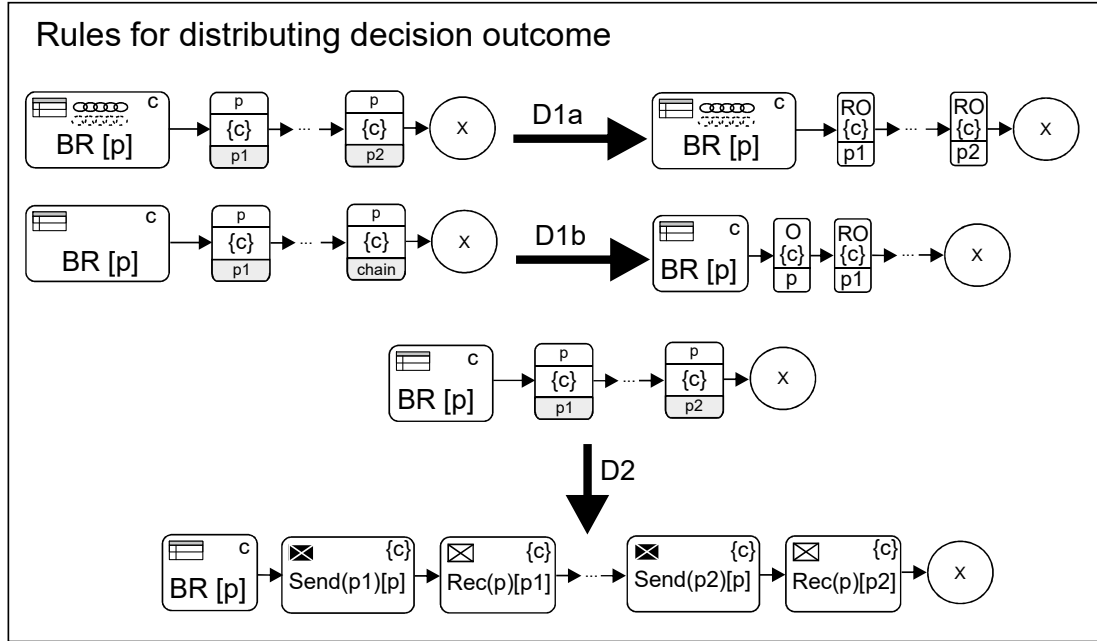 Rules for distributing decision outcome
c
BR [p]
p
{c}
p1
...
p
{c}
p2
X
D1a
c
BR [p]
RO
{c}
p1
...
RO
{c}
p2
X
c
BR [p]
p
{c}
p1
...
p
{c}
chain
X
D1b
c
BR [p]
O
{c}
p
RO
{c}
p1
...
X
c
BR [p]
p
{c}
p1
...
p
{c}
p2
X
D2
c
BR [p]
{c}
Send(p1)[p]
{c}
Rec(p)[p1]
...
{c}
Send(p2)[p]
{c}
Rec(p)[p2]
X